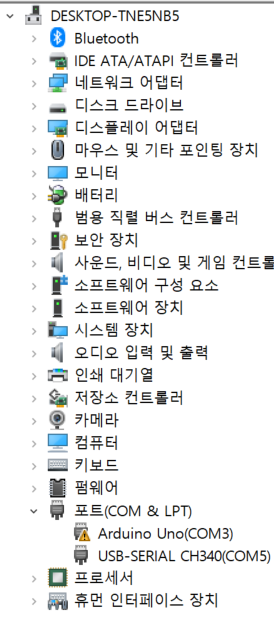 DESKTOP-TNE5NB5
Bluetooth
IDE ATA/ATAPI 컨트롤러
네트워크 어댑터
디스크 드라이브
디스플레이 어댑터
마우스 및 기타 포인팅 장치
모니터
배터리
범용 직렬 버스 컨트롤러
보안 장치
사운드, 비디오 및 게임 컨트롤
소프트웨어 구성 요소
소프트웨어 장치
시스템 장치
오디오 입력 및 출력
인쇄 대기열
저장소 컨트롤러
카메라
컴퓨터
키보드
펌웨어
포트(COM & LPT)
Arduino Uno(COM3)
USB-SERIAL CH340(COM5)
프로세서
휴먼 인터페이스 장치